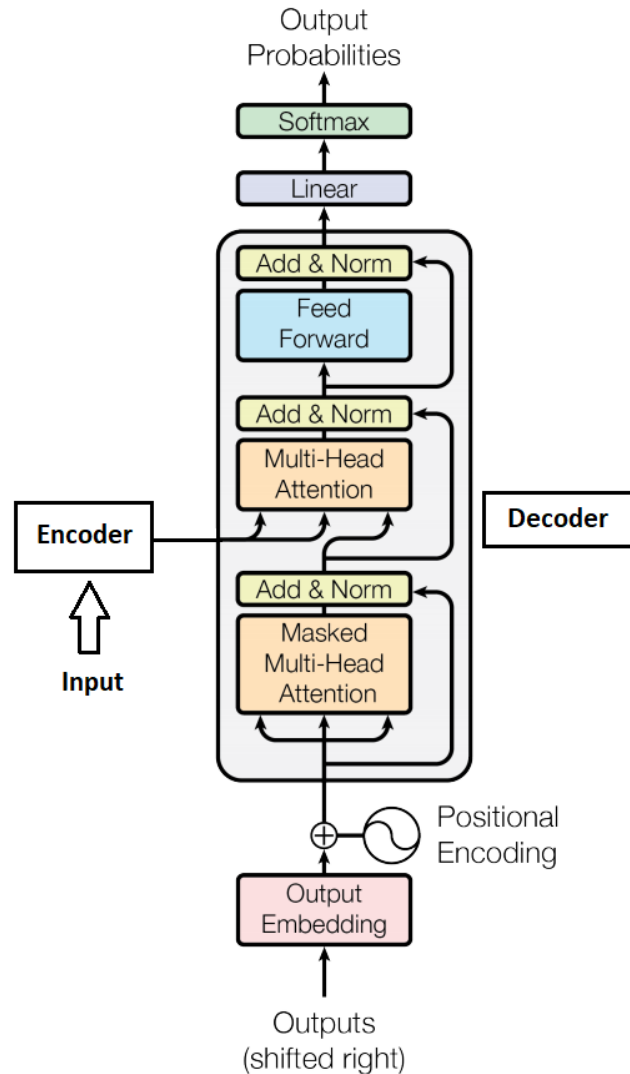 Output
Probabilities
Softmax
Linear
Add & Norm
Feed
Forward
Add & Norm
Multi-Head
Attention
Encoder
Decoder
Input
Add & Norm
Masked
Multi-Head
Attention
Positional
Encoding
Output
Embedding
Outputs
(shifted right)